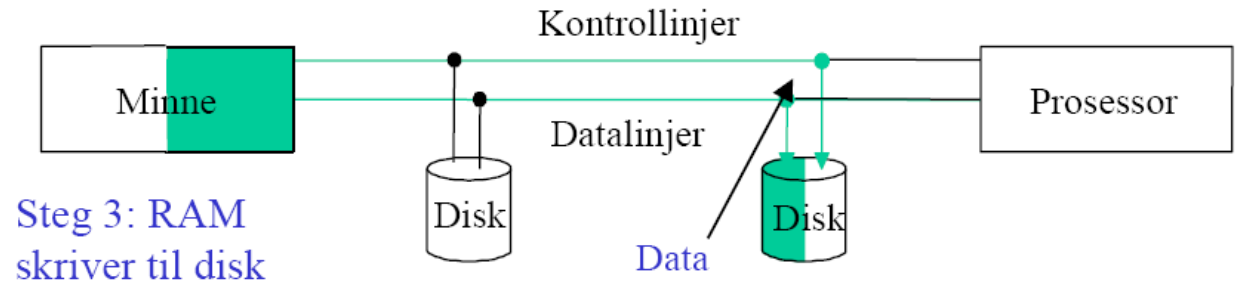 Kontrollinjer
Minne
Prosessor
Datalinjer
Disk
Disk
Steg 3: RAM
skriver til disk
Data